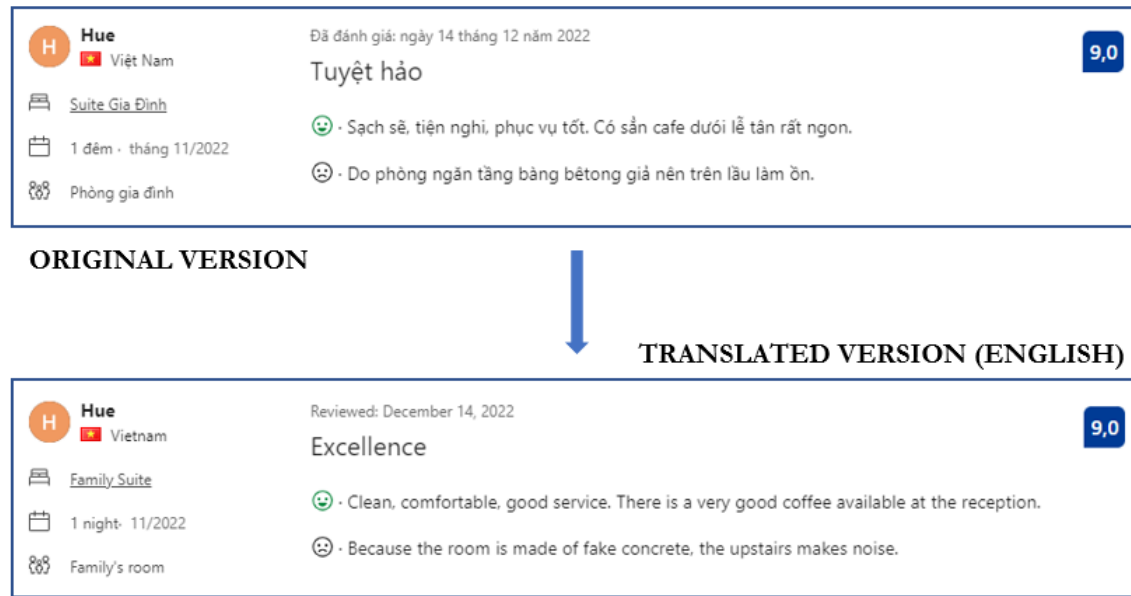 H
Hue
Việt Nam
Suite Gia Đình
1 đêm · tháng 11/2022
Phòng gia đình
Đã đánh giá: ngày 14 tháng 12 năm 2022
Tuyệt hảo
· Sạch sẽ, tiện nghi, phục vụ tốt. Có sẳn cafe dưới lễ tân rất ngon.
· Do phòng ngăn tầng bàng bêtong giả nên trên lầu làm ồn.
9,0
ORIGINAL VERSION
TRANSLATED VERSION (ENGLISH)
H
Hue
Vietnam
Family Suite
1 night· 11/2022
Family's room
Reviewed: December 14, 2022
Excellence
· Clean, comfortable, good service. There is a very good coffee available at the reception.
· Because the room is made of fake concrete, the upstairs makes noise.
9,0